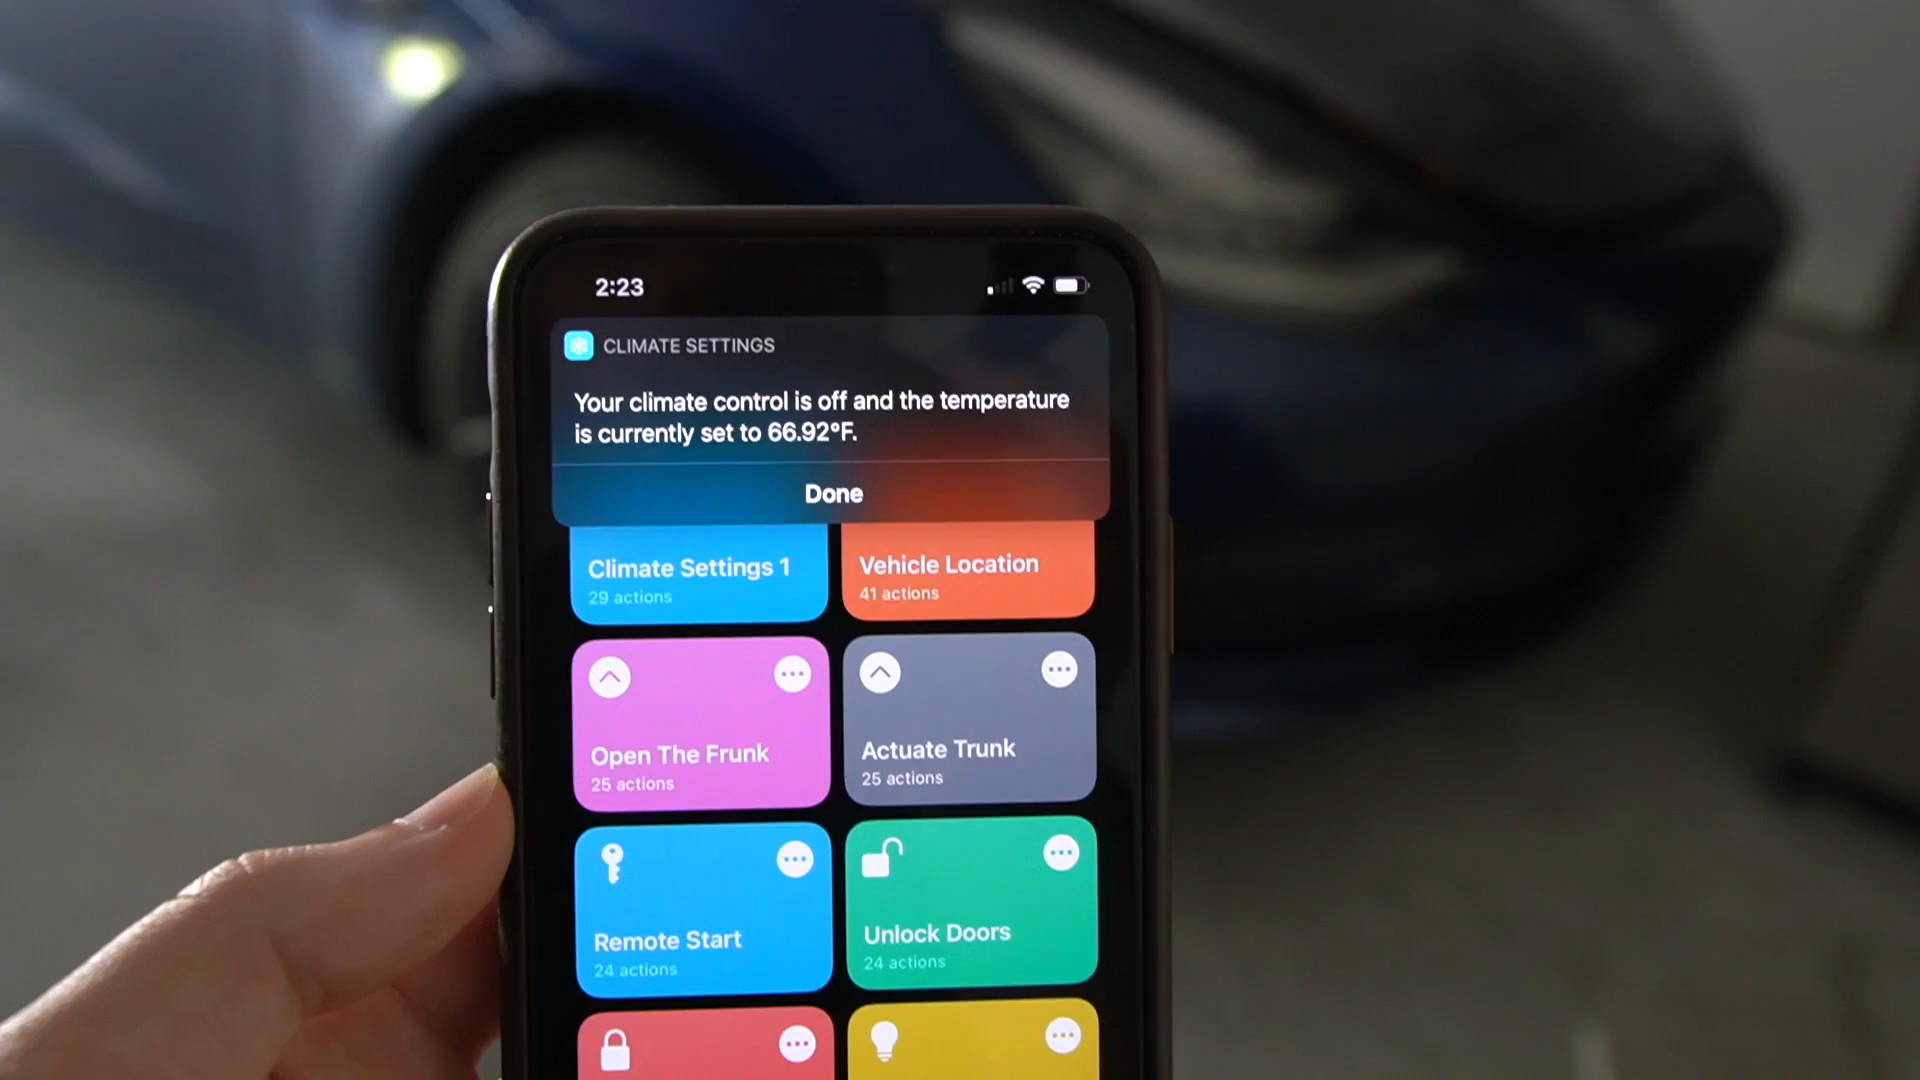 2:23
CLIMATE SETTINGS
Your climate control is off and the temperature
is currently set to 66.92°F.
Done
Climate Settings 1
29 actions
Vehicle Location
41 actions
Open The Frunk
25 actions
Actuate Trunk
25 actions
Remote Start
24 actions
Unlock Doors
24 actions